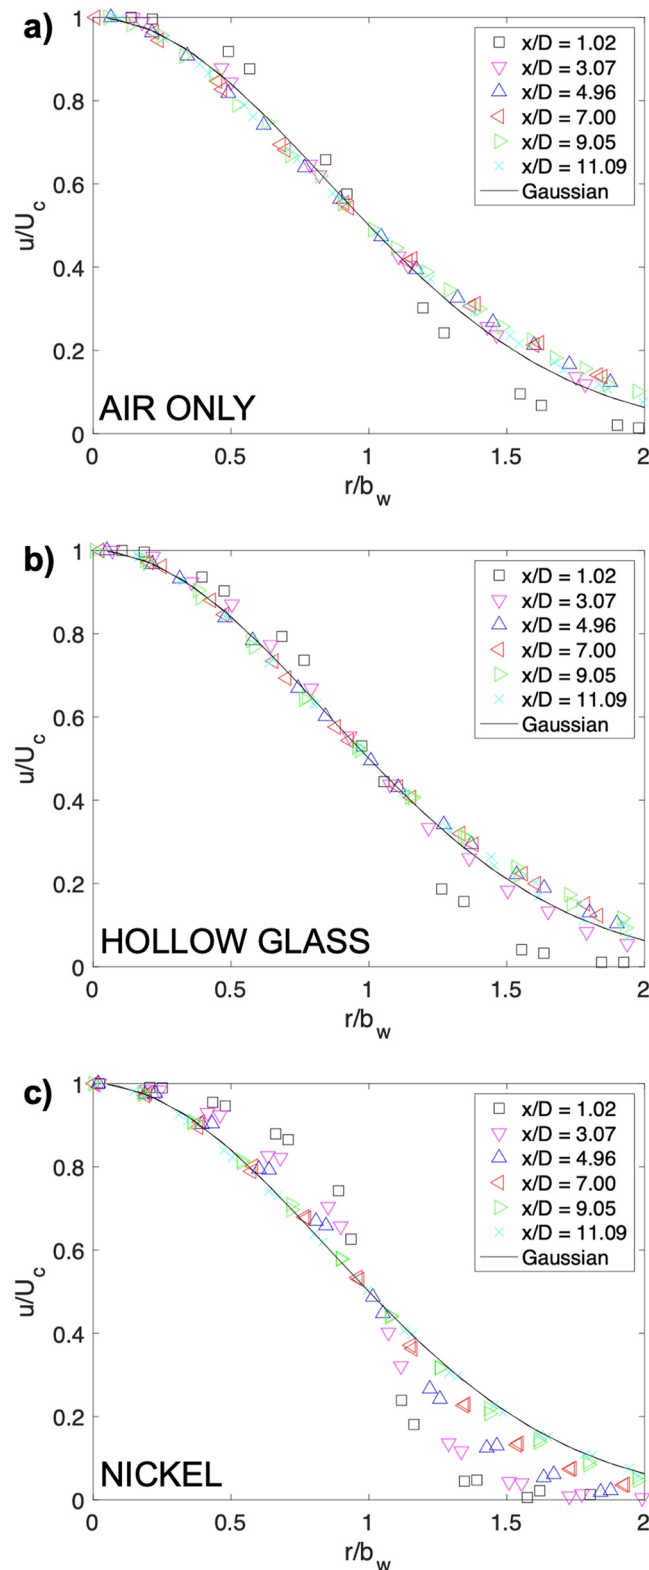 a)
1
0.8
0.6
0.4
0.2
0
u/U_c
x/D = 1.02
x/D = 3.07
x/D = 4.96
x/D = 7.00
x/D = 9.05
x/D = 11.09
Gaussian
AIR ONLY
0 0.5 1 1.5 2
r/b_w
b)
1
0.8
0.6
0.4
0.2
0
u/U_c
x/D = 1.02
x/D = 3.07
x/D = 4.96
x/D = 7.00
x/D = 9.05
x/D = 11.09
Gaussian
HOLLOW GLASS
0 0.5 1 1.5 2
r/b_w
c)
1
0.8
0.6
0.4
0.2
0
u/U_c
x/D = 1.02
x/D = 3.07
x/D = 4.96
x/D = 7.00
x/D = 9.05
x/D = 11.09
Gaussian
NICKEL
0 0.5 1 1.5 2
r/b_w